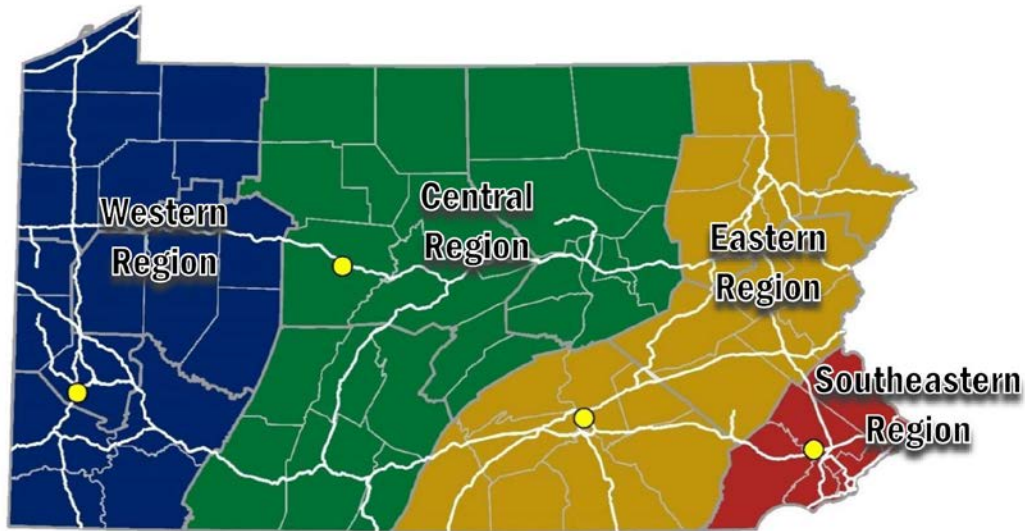 Western
Region
Central
Region
Eastern
Region
Southeastern
Region